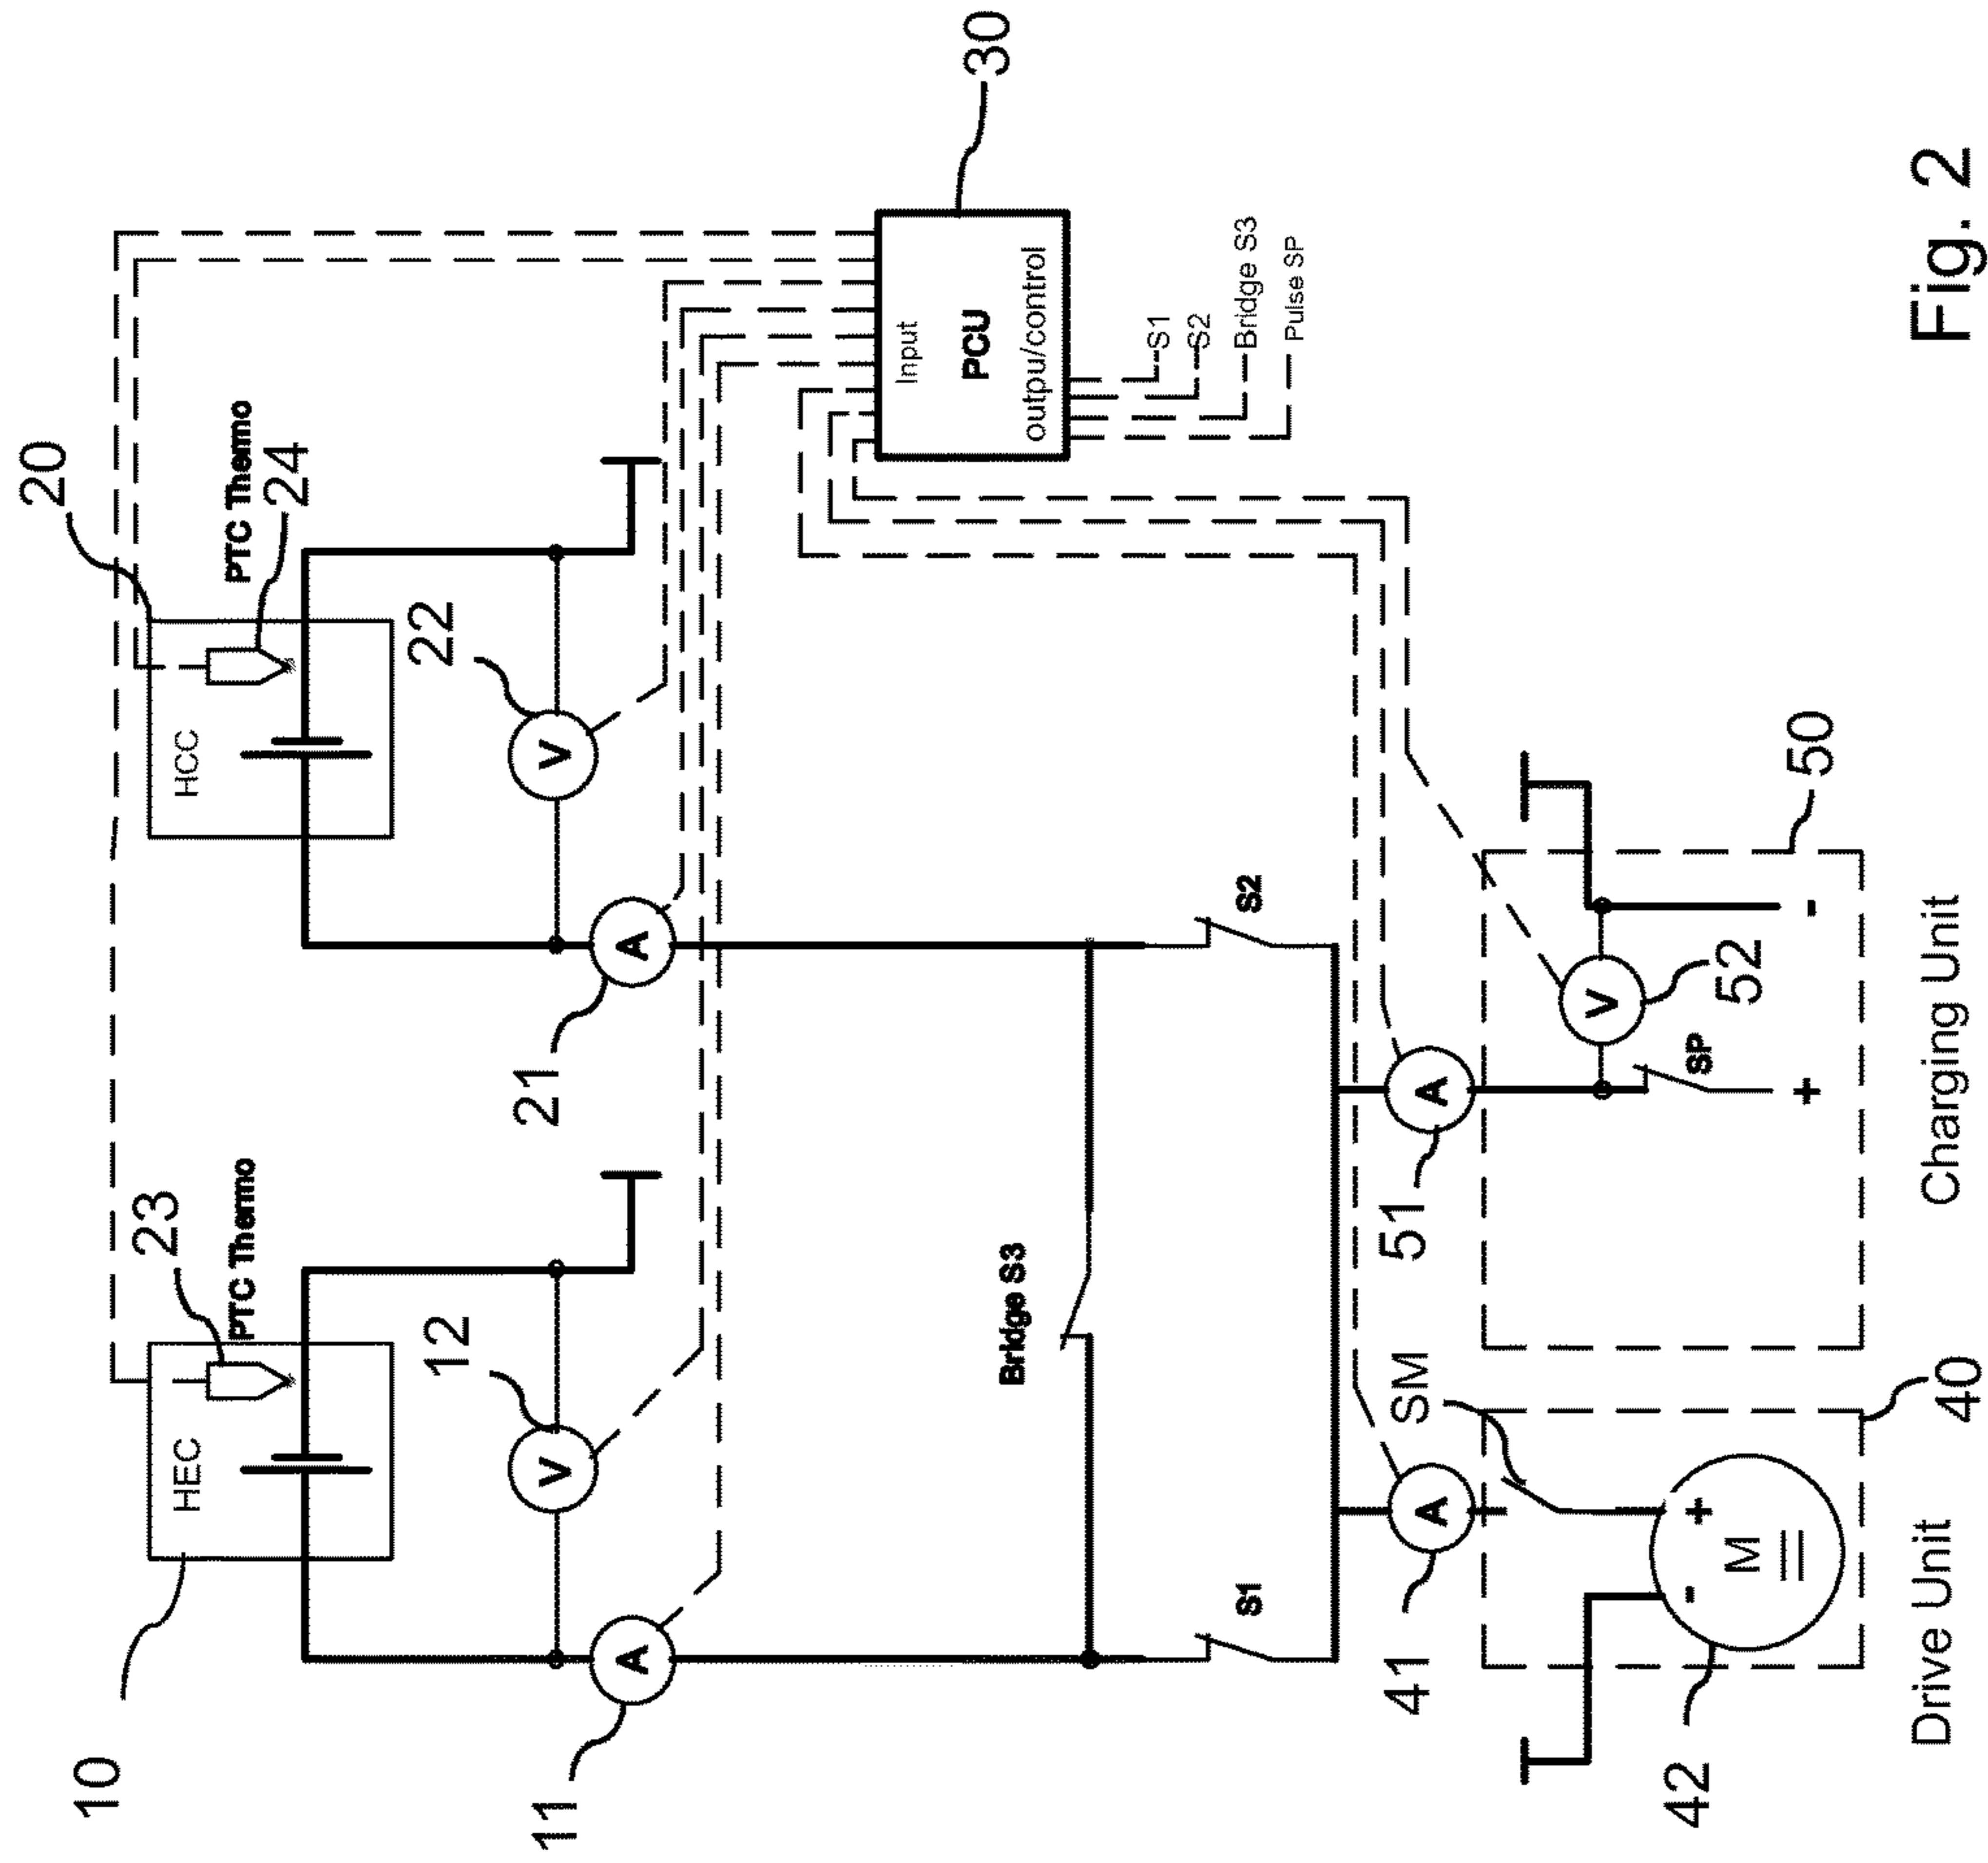 10
HEC
23
PTC Thermo
20
HCC
PTC Thermo
24
12
V
22
V
11
A
21
A
30
Input
PCU
output/control
S1
S2
Bridge S3
Pulse SP
Bridge S3
S1
S2
41
A
SM
51
A
V
52
SP
50
+
-
42
M
-
+
40
Drive Unit
Charging Unit
Fig. 2